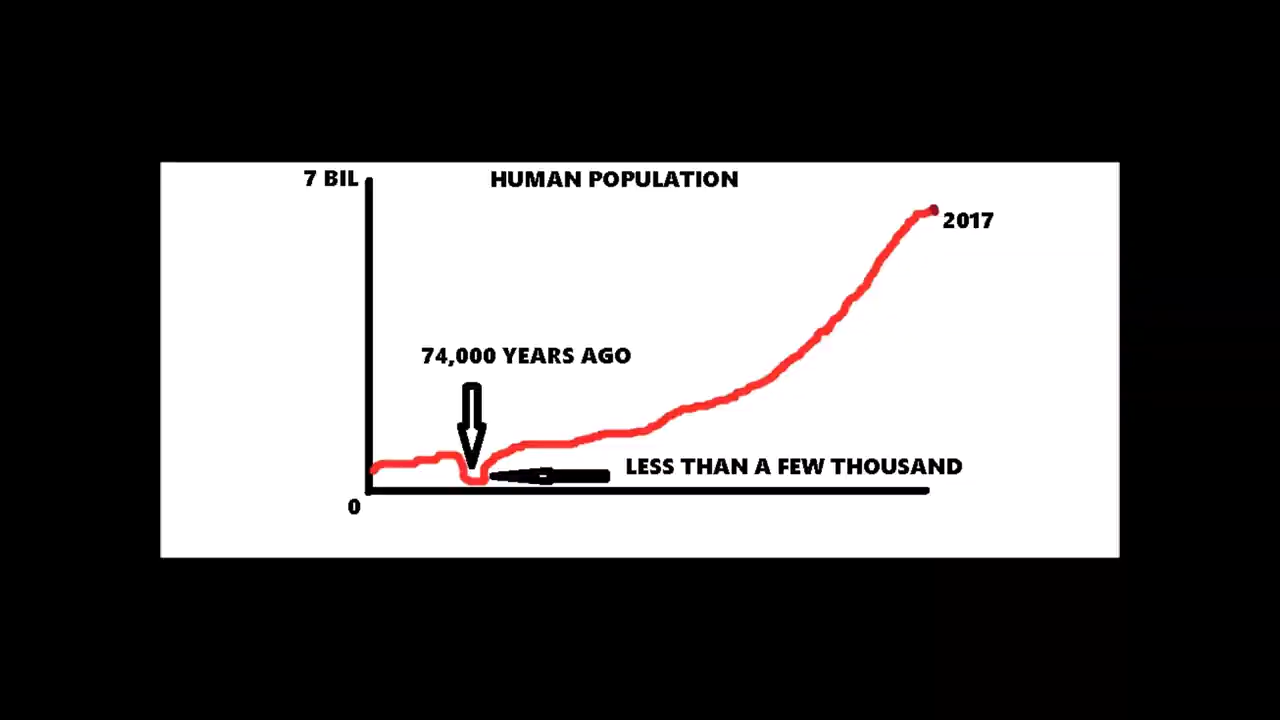 7 BIL
HUMAN POPULATION
2017
74,000 YEARS AGO
LESS THAN A FEW THOUSAND
0